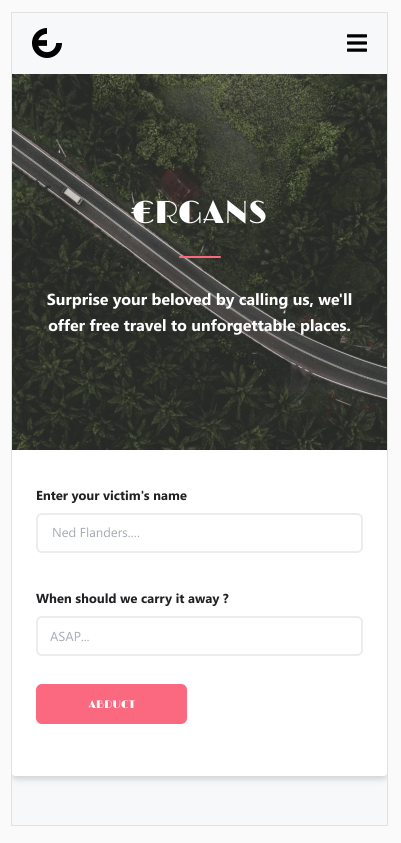 €RGANS
Surprise your beloved by calling us, we'll
offer free travel to unforgettable places.
Enter your victim's name
Ned Flanders....
When should we carry it away ?
ASAP...
ABDUCT